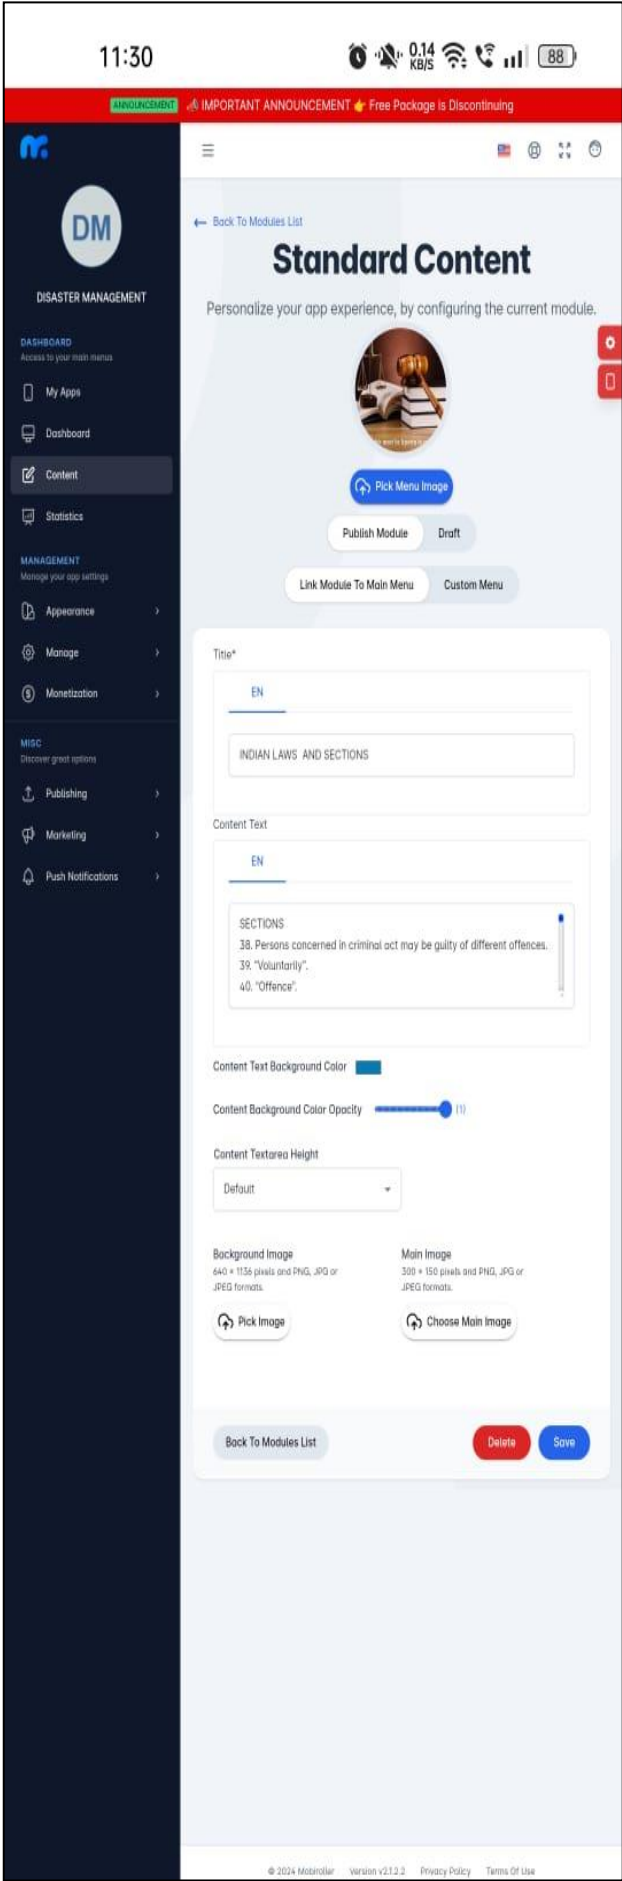 11:30
0.14 KB/S
88
ANNOUNCEMENT
IMPORTANT ANNOUNCEMENT 👉 Free Package is Discontinuing
m.
DM
DISASTER MANAGEMENT
DASHBOARD
Access to your main menus
My Apps
Dashboard
Content
Statistics
MANAGEMENT
Manage your app settings
Appearance
Manage
Monetization
MISC
Discover great options
Publishing
Marketing
Push Notifications
← Back To Modules List
Standard Content
Personalize your app experience, by configuring the current module.
Pick Menu Image
Publish Module Draft
Link Module To Main Menu Custom Menu
Title*
EN
INDIAN LAWS AND SECTIONS
Content Text
EN
SECTIONS
38. Persons concerned in criminal act may be guilty of different offences.
39. "Voluntarily".
40. "Offence".
Content Text Background Color
Content Background Color Opacity (1)
Content Textarea Height
Default
Background Image
640 * 1136 pixels and PNG, JPG or
JPEG formats.
Pick Image
Main Image
300 * 150 pixels and PNG, JPG or
JPEG formats.
Choose Main Image
Back To Modules List Delete Save
© 2024 Mobiroller Version v2.1.2.2 Privacy Policy Terms Of Use